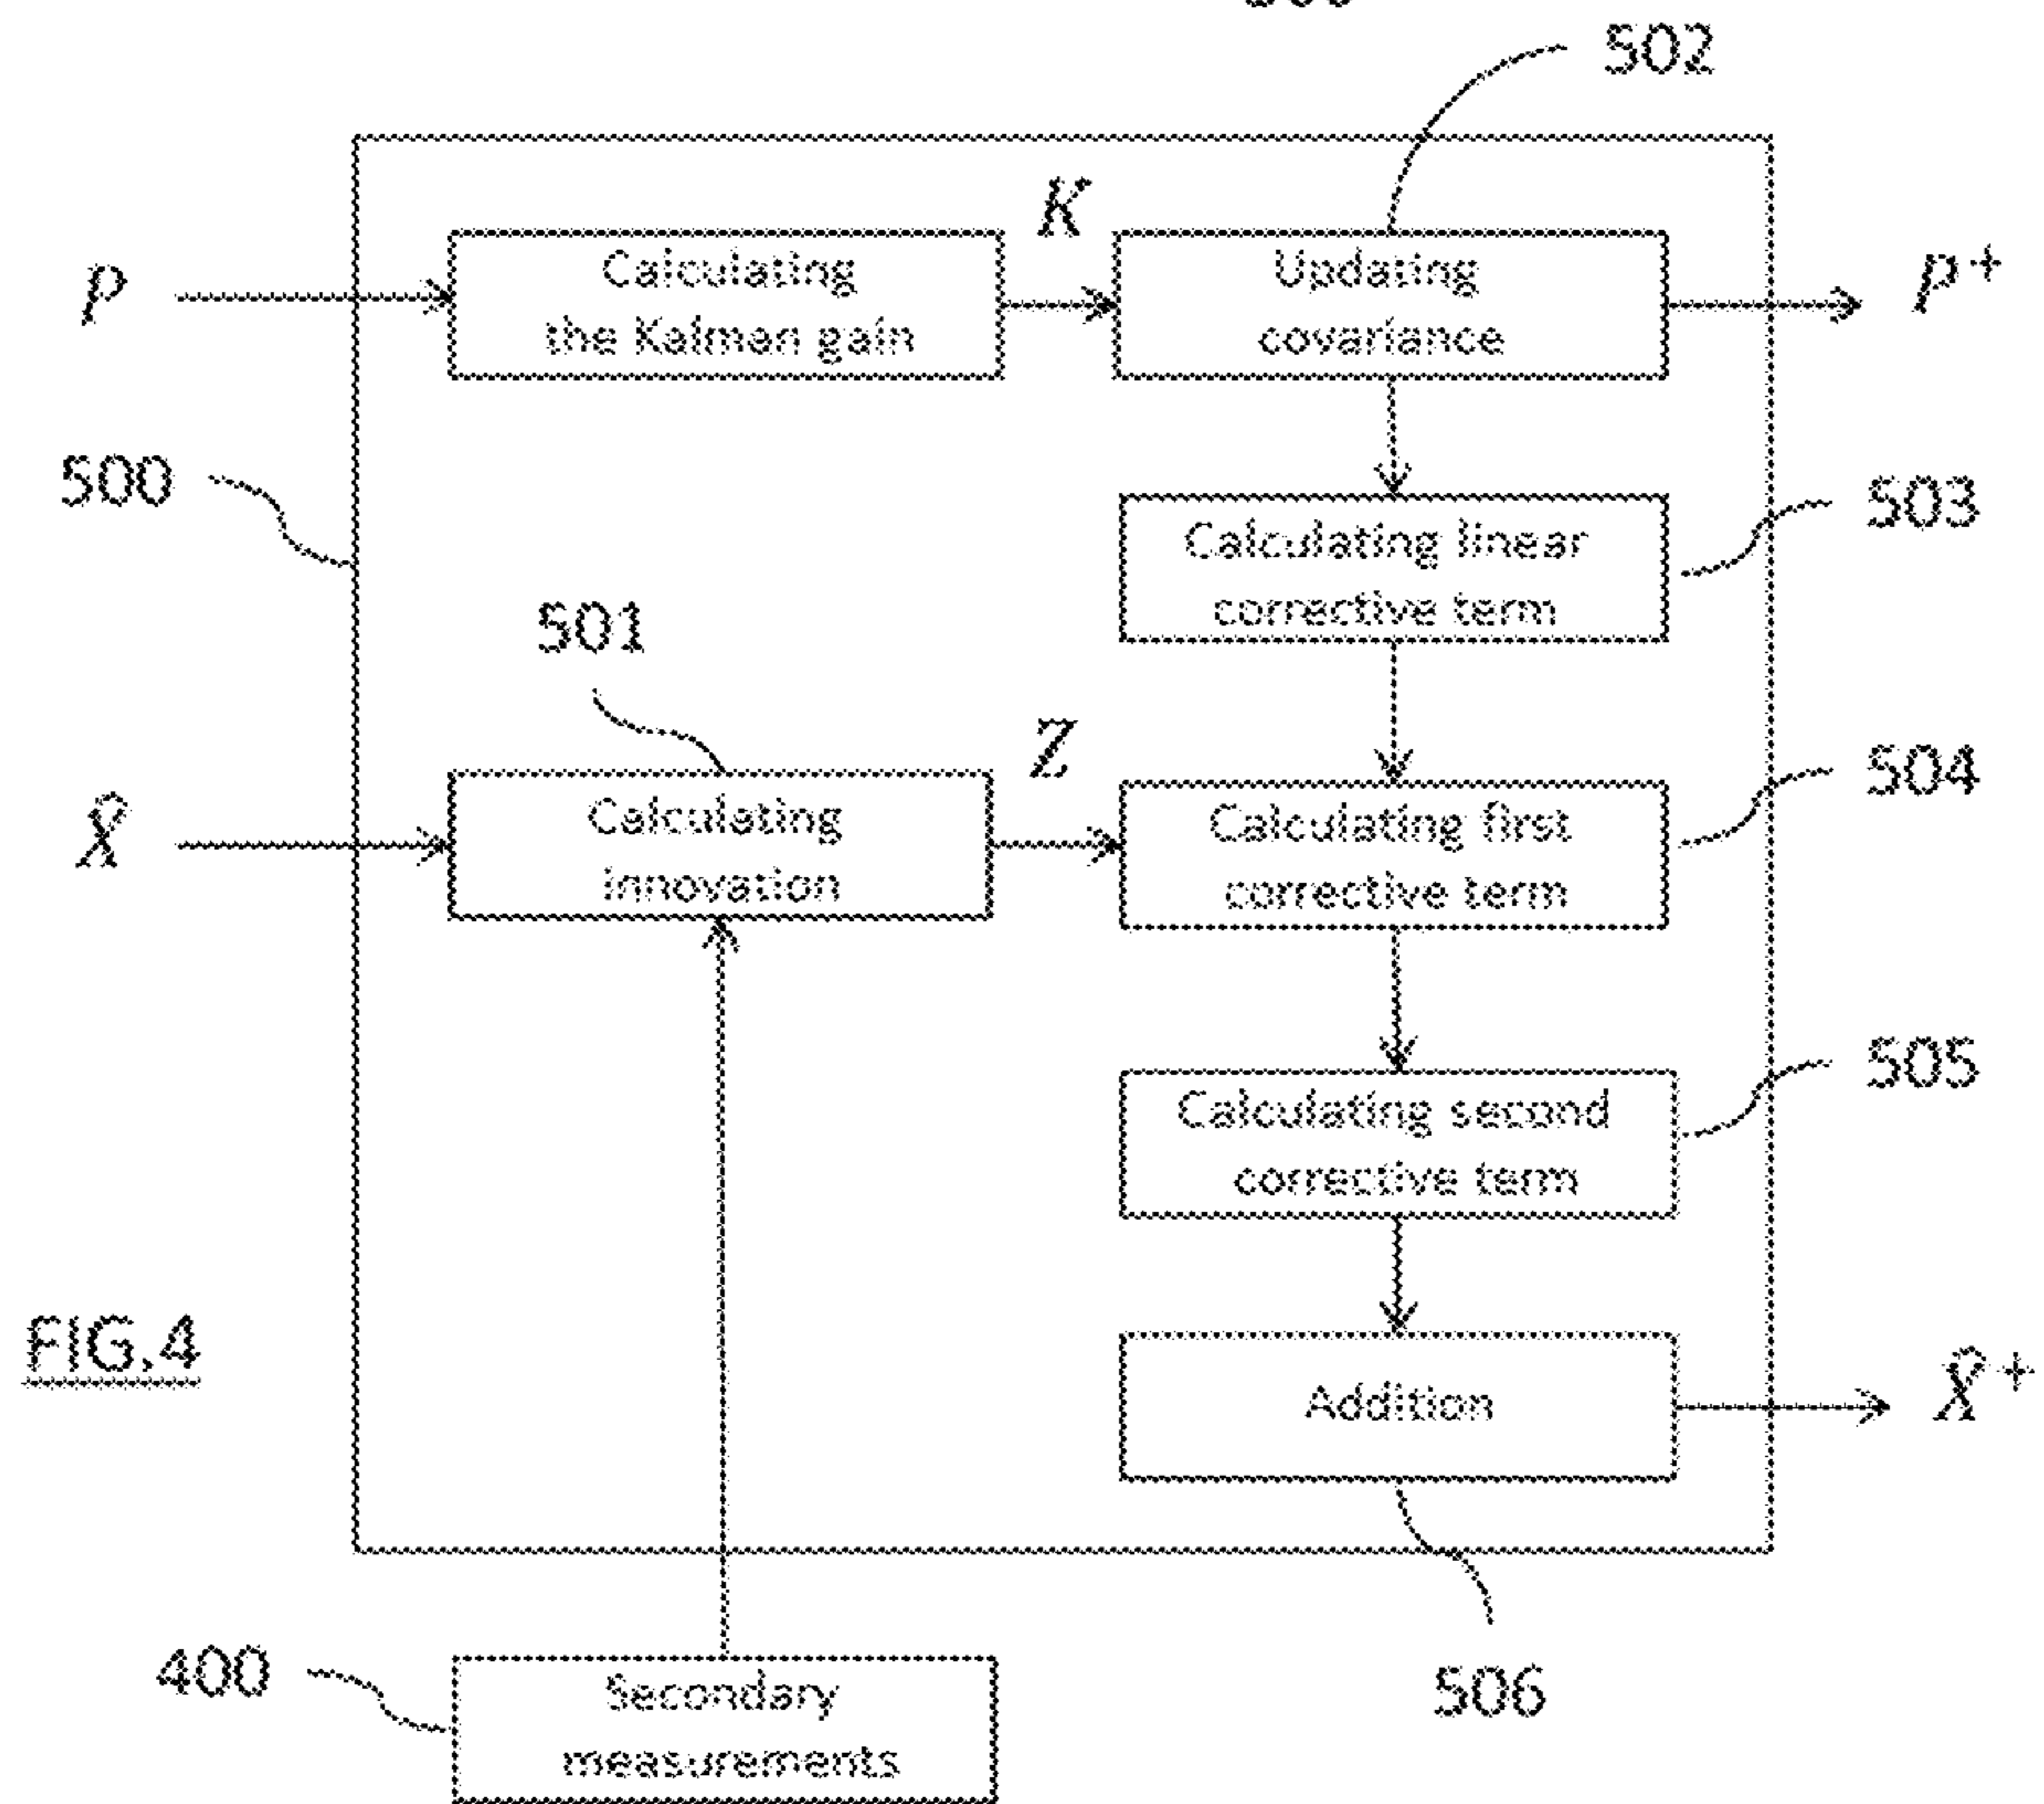 502
K
P
Calculating
the Kalman gain
Updating
covariance
P+
500
Calculating linear
corrective term
503
501
Z
X̂
Calculating
innovation
Calculating first
corrective term
504
Calculating second
corrective term
505
FIG.4
Addition
X̂+
400
Secondary
measurements
506